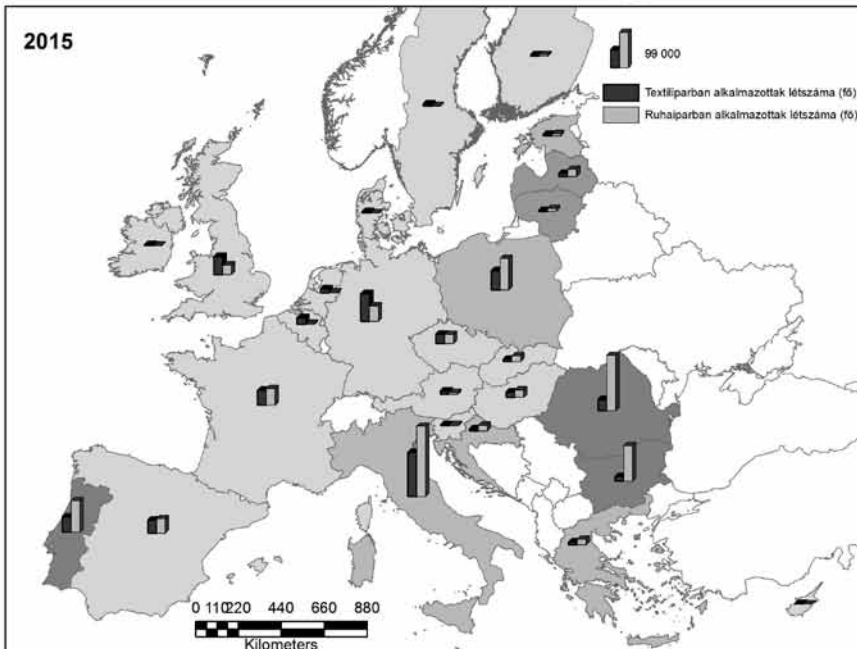 2015
99 000
Textiliparban alkalmazottak létszáma (fő)
Ruhaiparban alkalmazottak létszáma (fő)
0 110 220 440 660 880
Kilometers